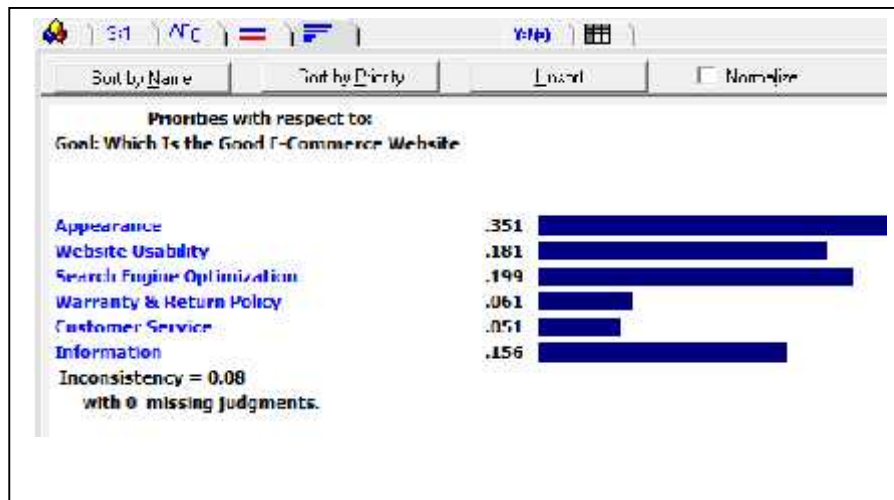 Sort by Name Sort by Priority Unsort Normalize
Priorities with respect to:
Goal: Which Is the Good E-Commerce Website
Appearance .351
Website Usability .181
Search Engine Optimization .199
Warranty & Return Policy .061
Customer Service .051
Information .156
Inconsistency = 0.08
with 0 missing judgments.